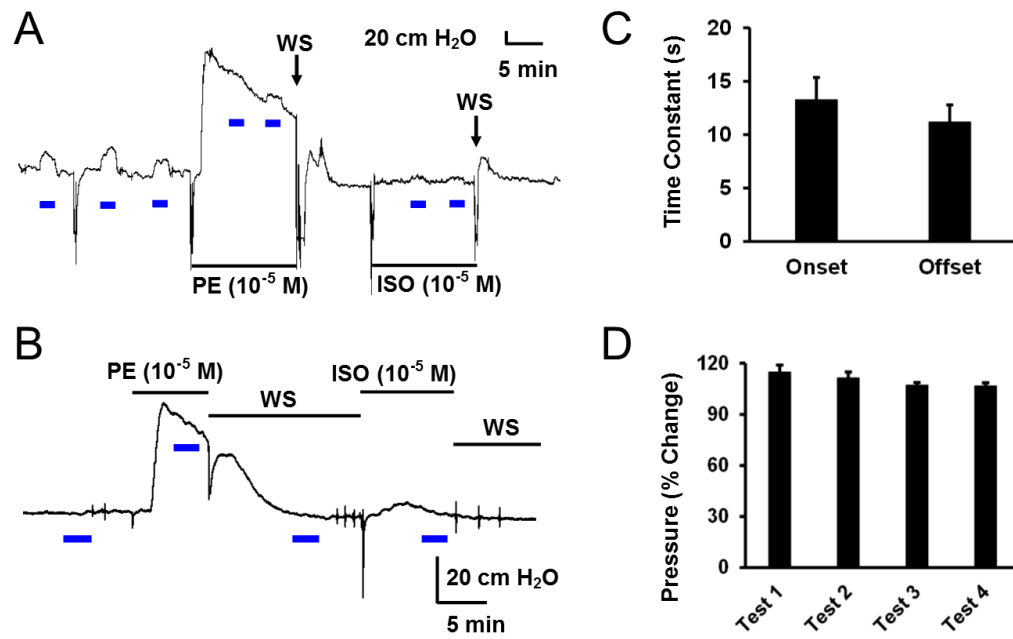 A
WS
20 cm H₂O
5 min
WS
PE (10⁻⁵ M)
ISO (10⁻⁵ M)
B
PE (10⁻⁵ M)
WS
ISO (10⁻⁵ M)
WS
20 cm H₂O
5 min
C
Time Constant (s)
20
15
10
5
0
Onset
Offset
D
Pressure (% Change)
120
90
60
30
0
Test 1
Test 2
Test 3
Test 4